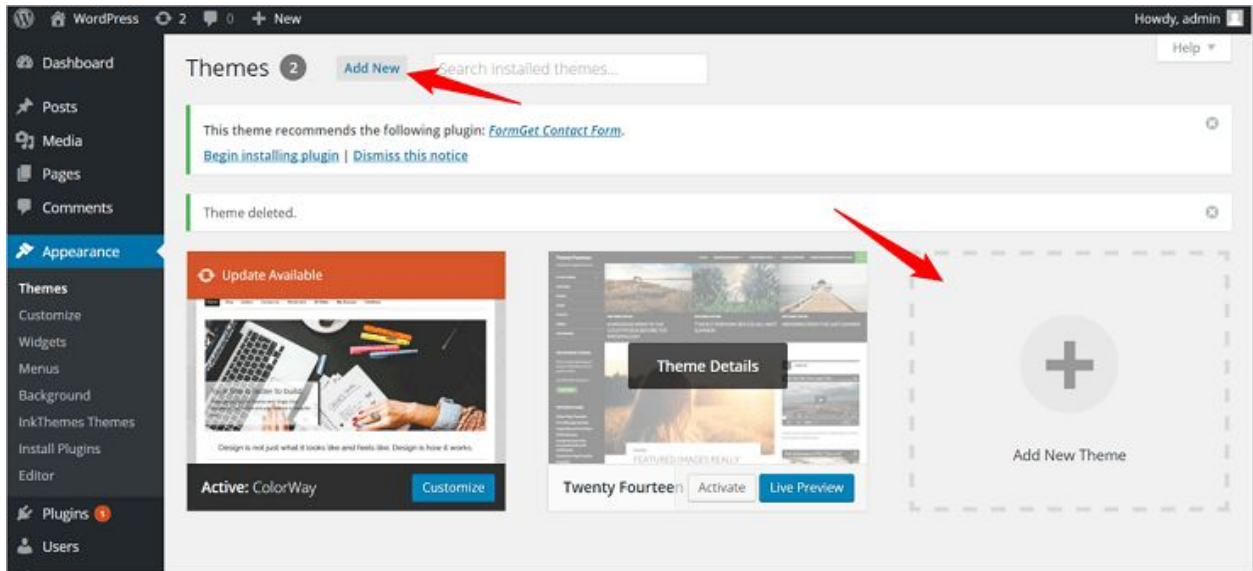 WordPress 2 0 + New Howdy, admin
Help
Dashboard
Posts
Media
Pages
Comments
Appearance
Themes
Customize
Widgets
Menus
Background
InkThemes Themes
Install Plugins
Editor
Plugins 1
Users
Themes 2 Add New Search installed themes...
This theme recommends the following plugin: FormGet Contact Form.
Begin installing plugin | Dismiss this notice
Theme deleted.
Update Available
Design is not just what it looks like and feels like. Design is how it works.
Active: ColorWay Customize
Theme Details
FEATURED IMAGES REALLY
Twenty Fourteen Activate Live Preview
Add New Theme